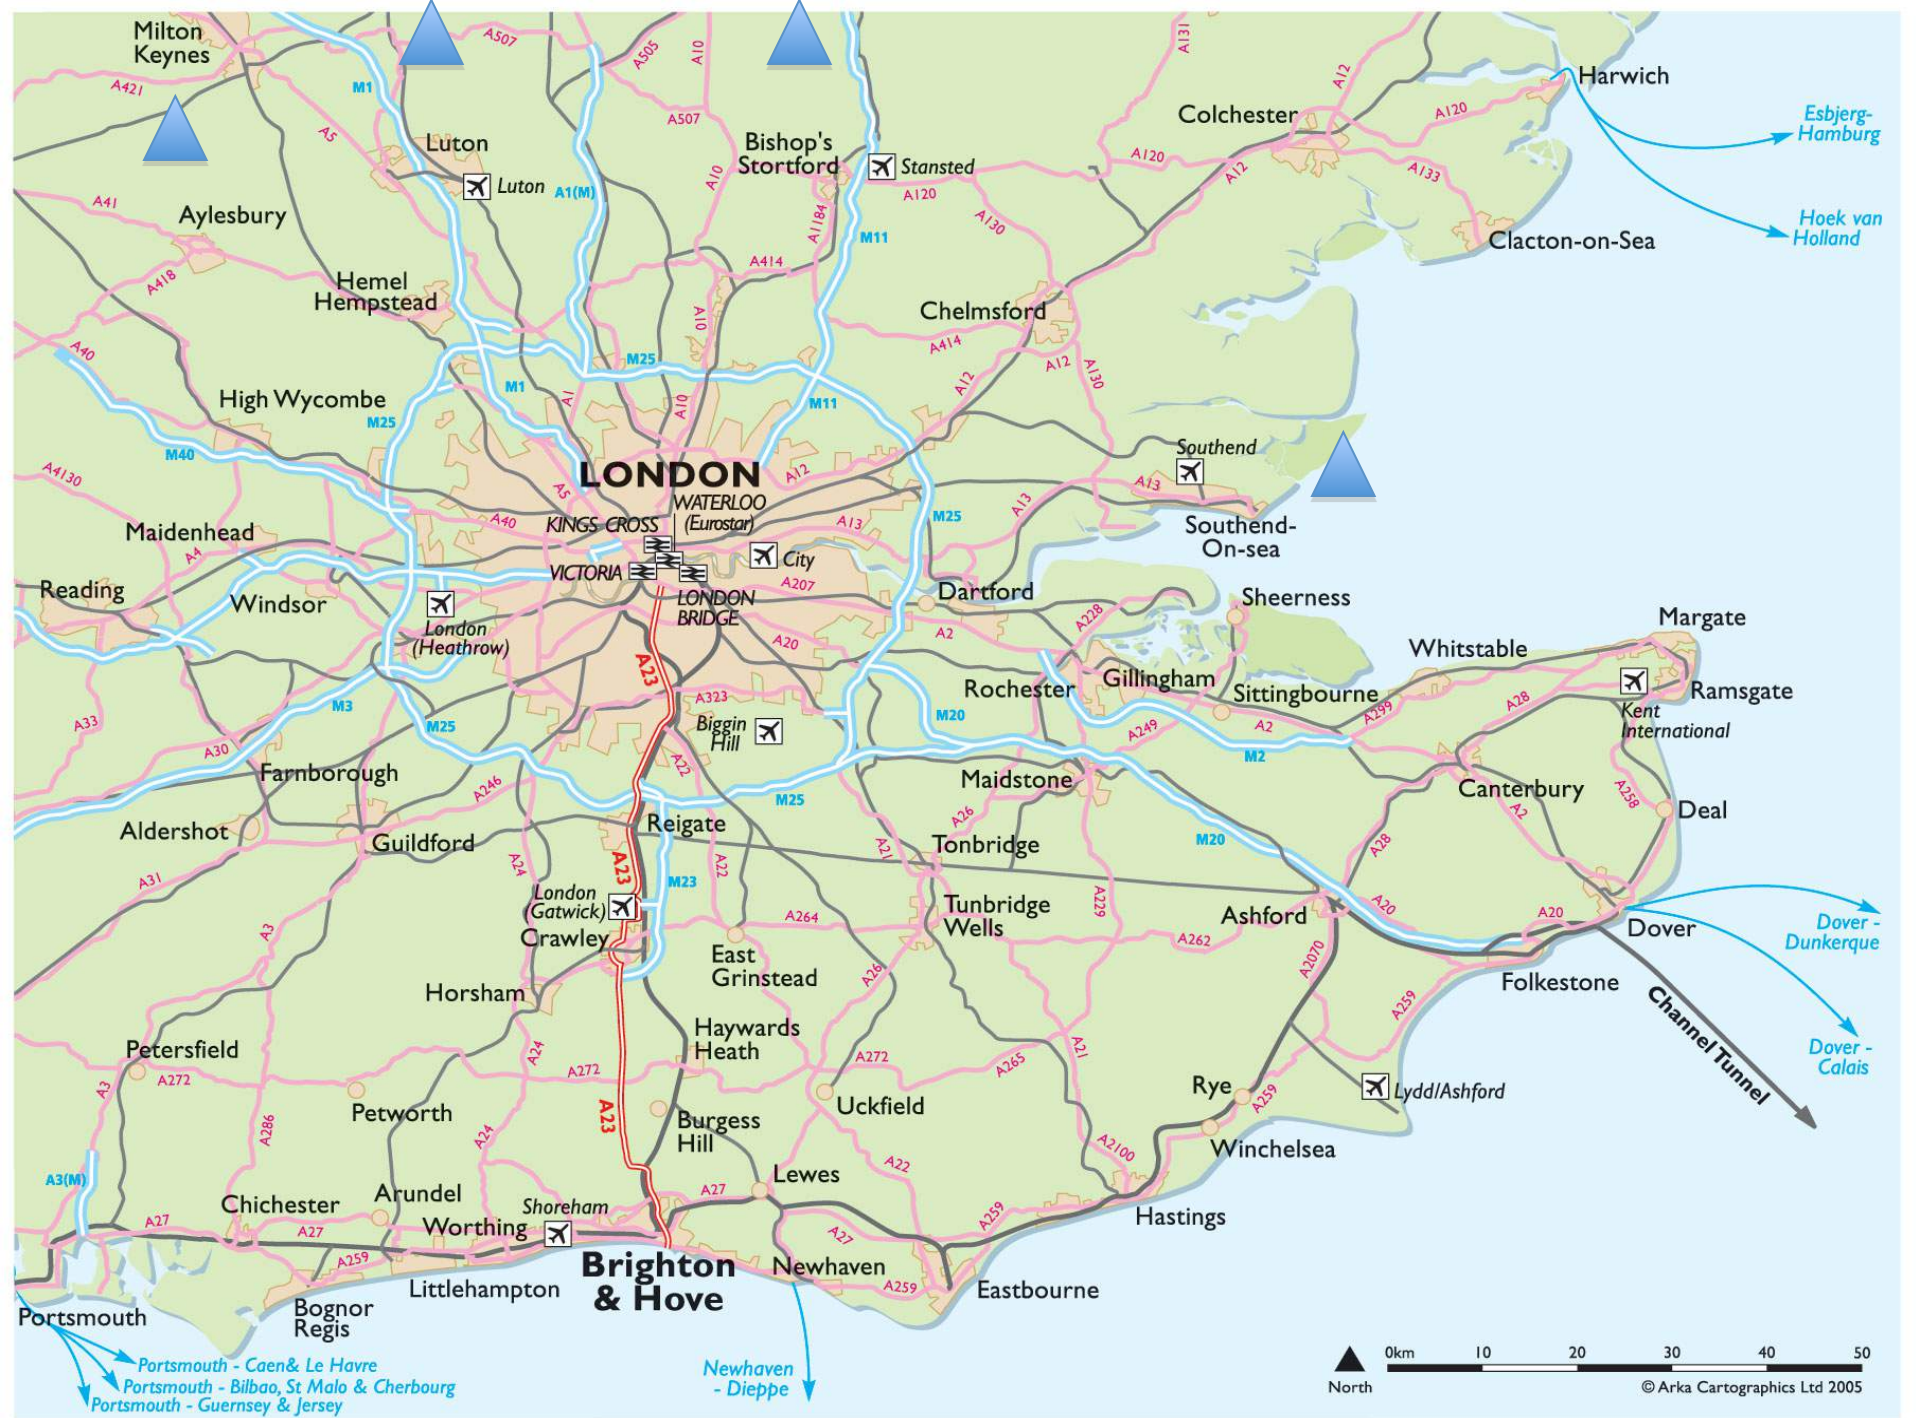 Milton
Keynes
A421
M1
A507
A505
A10
A131
A12
Harwich
A5
A507
Colchester
A120
Esbjerg-
Hamburg
Luton
Luton
A1(M)
Bishop's
Stortford
Stansted
A120
A120
A12
A133
A10
A41
Aylesbury
A1184
M11
A130
Hoek van
Holland
Clacton-on-Sea
A418
A414
Hemel
Hempstead
A10
Chelmsford
A414
A40
M25
M1
A1
A10
M11
A12
A12
A130
High Wycombe
M25
M40
A4130
LONDON
A5
A12
Southend
A13
A13
WATERLOO
(Eurostar)
KINGS CROSS
A40
A13
M25
Southend-
On-sea
Maidenhead
A4
City
VICTORIA
A207
Reading
Windsor
London
(Heathrow)
LONDON
BRIDGE
Dartford
A228
Sheerness
A2
A20
Margate
Whitstable
A23
A323
Rochester
Gillingham
Sittingbourne
Ramsgate
A28
A299
Kent
International
M3
A33
A30
M25
Biggin
Hill
M20
A249
A2
M2
A22
Farnborough
A246
M25
Maidstone
Canterbury
A258
Deal
A2
A26
Aldershot
Guildford
Reigate
A21
Tonbridge
M20
A28
A31
A24
A23
A22
M23
London
(Gatwick)
A264
Tunbridge
Wells
A229
Ashford
A20
A20
Dover
Dover -
Dunkerque
Crawley
A3
A262
A2070
East
Grinstead
A26
Folkestone
Horsham
A259
Channel Tunnel
Haywards
Heath
A24
A272
A265
A21
Dover -
Calais
Petersfield
A272
A272
A3
Petworth
A23
Uckfield
Rye
A259
Lydd/Ashford
A286
A24
Burgess
Hill
Winchelsea
A2100
A22
A3(M)
Lewes
A27
Chichester
Arundel
Shoreham
A27
A27
Worthing
A27
A259
Hastings
A259
Brighton
& Hove
Newhaven
A259
Littlehampton
Eastbourne
Bognor
Regis
Portsmouth
Portsmouth - Caen& Le Havre
Portsmouth - Bilbao, St Malo & Cherbourg
Portsmouth - Guernsey & Jersey
Newhaven
- Dieppe
North
0km 10 20 30 40 50
© Arka Cartographics Ltd 2005